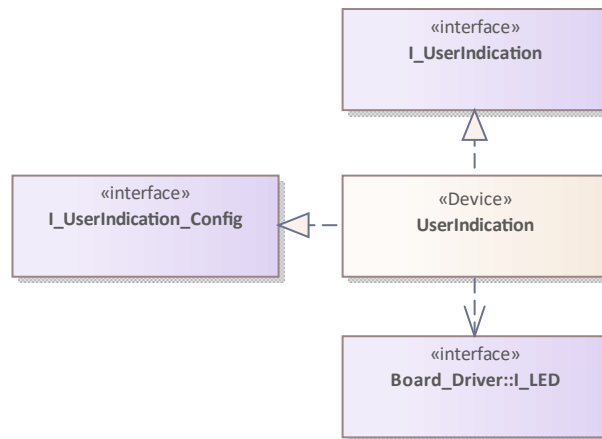 «interface»
I_UserIndication
«interface»
I_UserIndication_Config
«Device»
UserIndication
«interface»
Board_Driver::I_LED